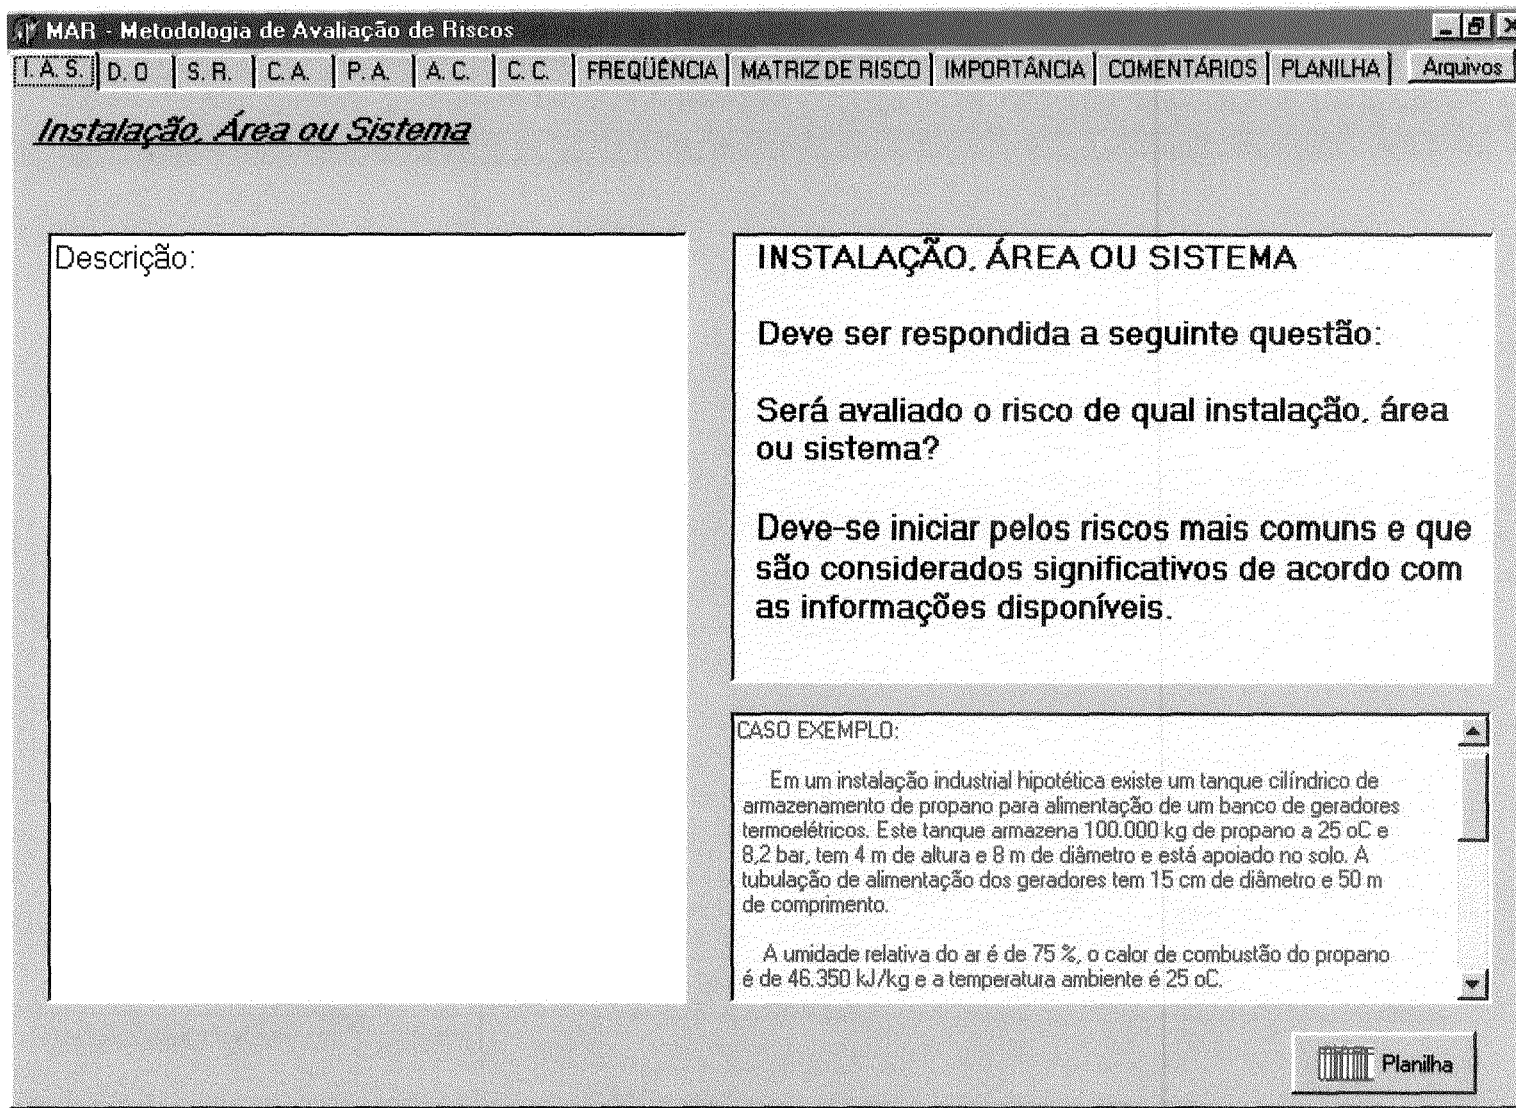 MAR - Metodologia de Avaliação de Riscos
I. A. S. D. O S. R. C. A. P. A. A. C. C. C. FREQÜÊNCIA MATRIZ DE RISCO IMPORTÂNCIA COMENTÁRIOS PLANILHA Arquivos
Instalação, Área ou Sistema
Descrição:
INSTALAÇÃO, ÁREA OU SISTEMA
Deve ser respondida a seguinte questão:
Será avaliado o risco de qual instalação, área
ou sistema?
Deve-se iniciar pelos riscos mais comuns e que
são considerados significativos de acordo com
as informações disponíveis.
CASO EXEMPLO:
Em um instalação industrial hipotética existe um tanque cilíndrico de
armazenamento de propano para alimentação de um banco de geradores
termoelétricos. Este tanque armazena 100.000 kg de propano a 25 oC e
8,2 bar, tem 4 m de altura e 8 m de diâmetro e está apoiado no solo. A
tubulação de alimentação dos geradores tem 15 cm de diâmetro e 50 m
de comprimento.
A umidade relativa do ar é de 75 %, o calor de combustão do propano
é de 46.350 kJ/kg e a temperatura ambiente é 25 oC.
Planilha